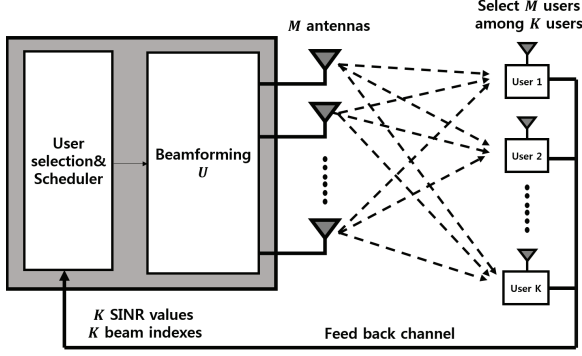 Select M users
among K users
M antennas
User 1
User
selection&
Scheduler
Beamforming
U
User 2
User K
K SINR values
K beam indexes
Feed back channel